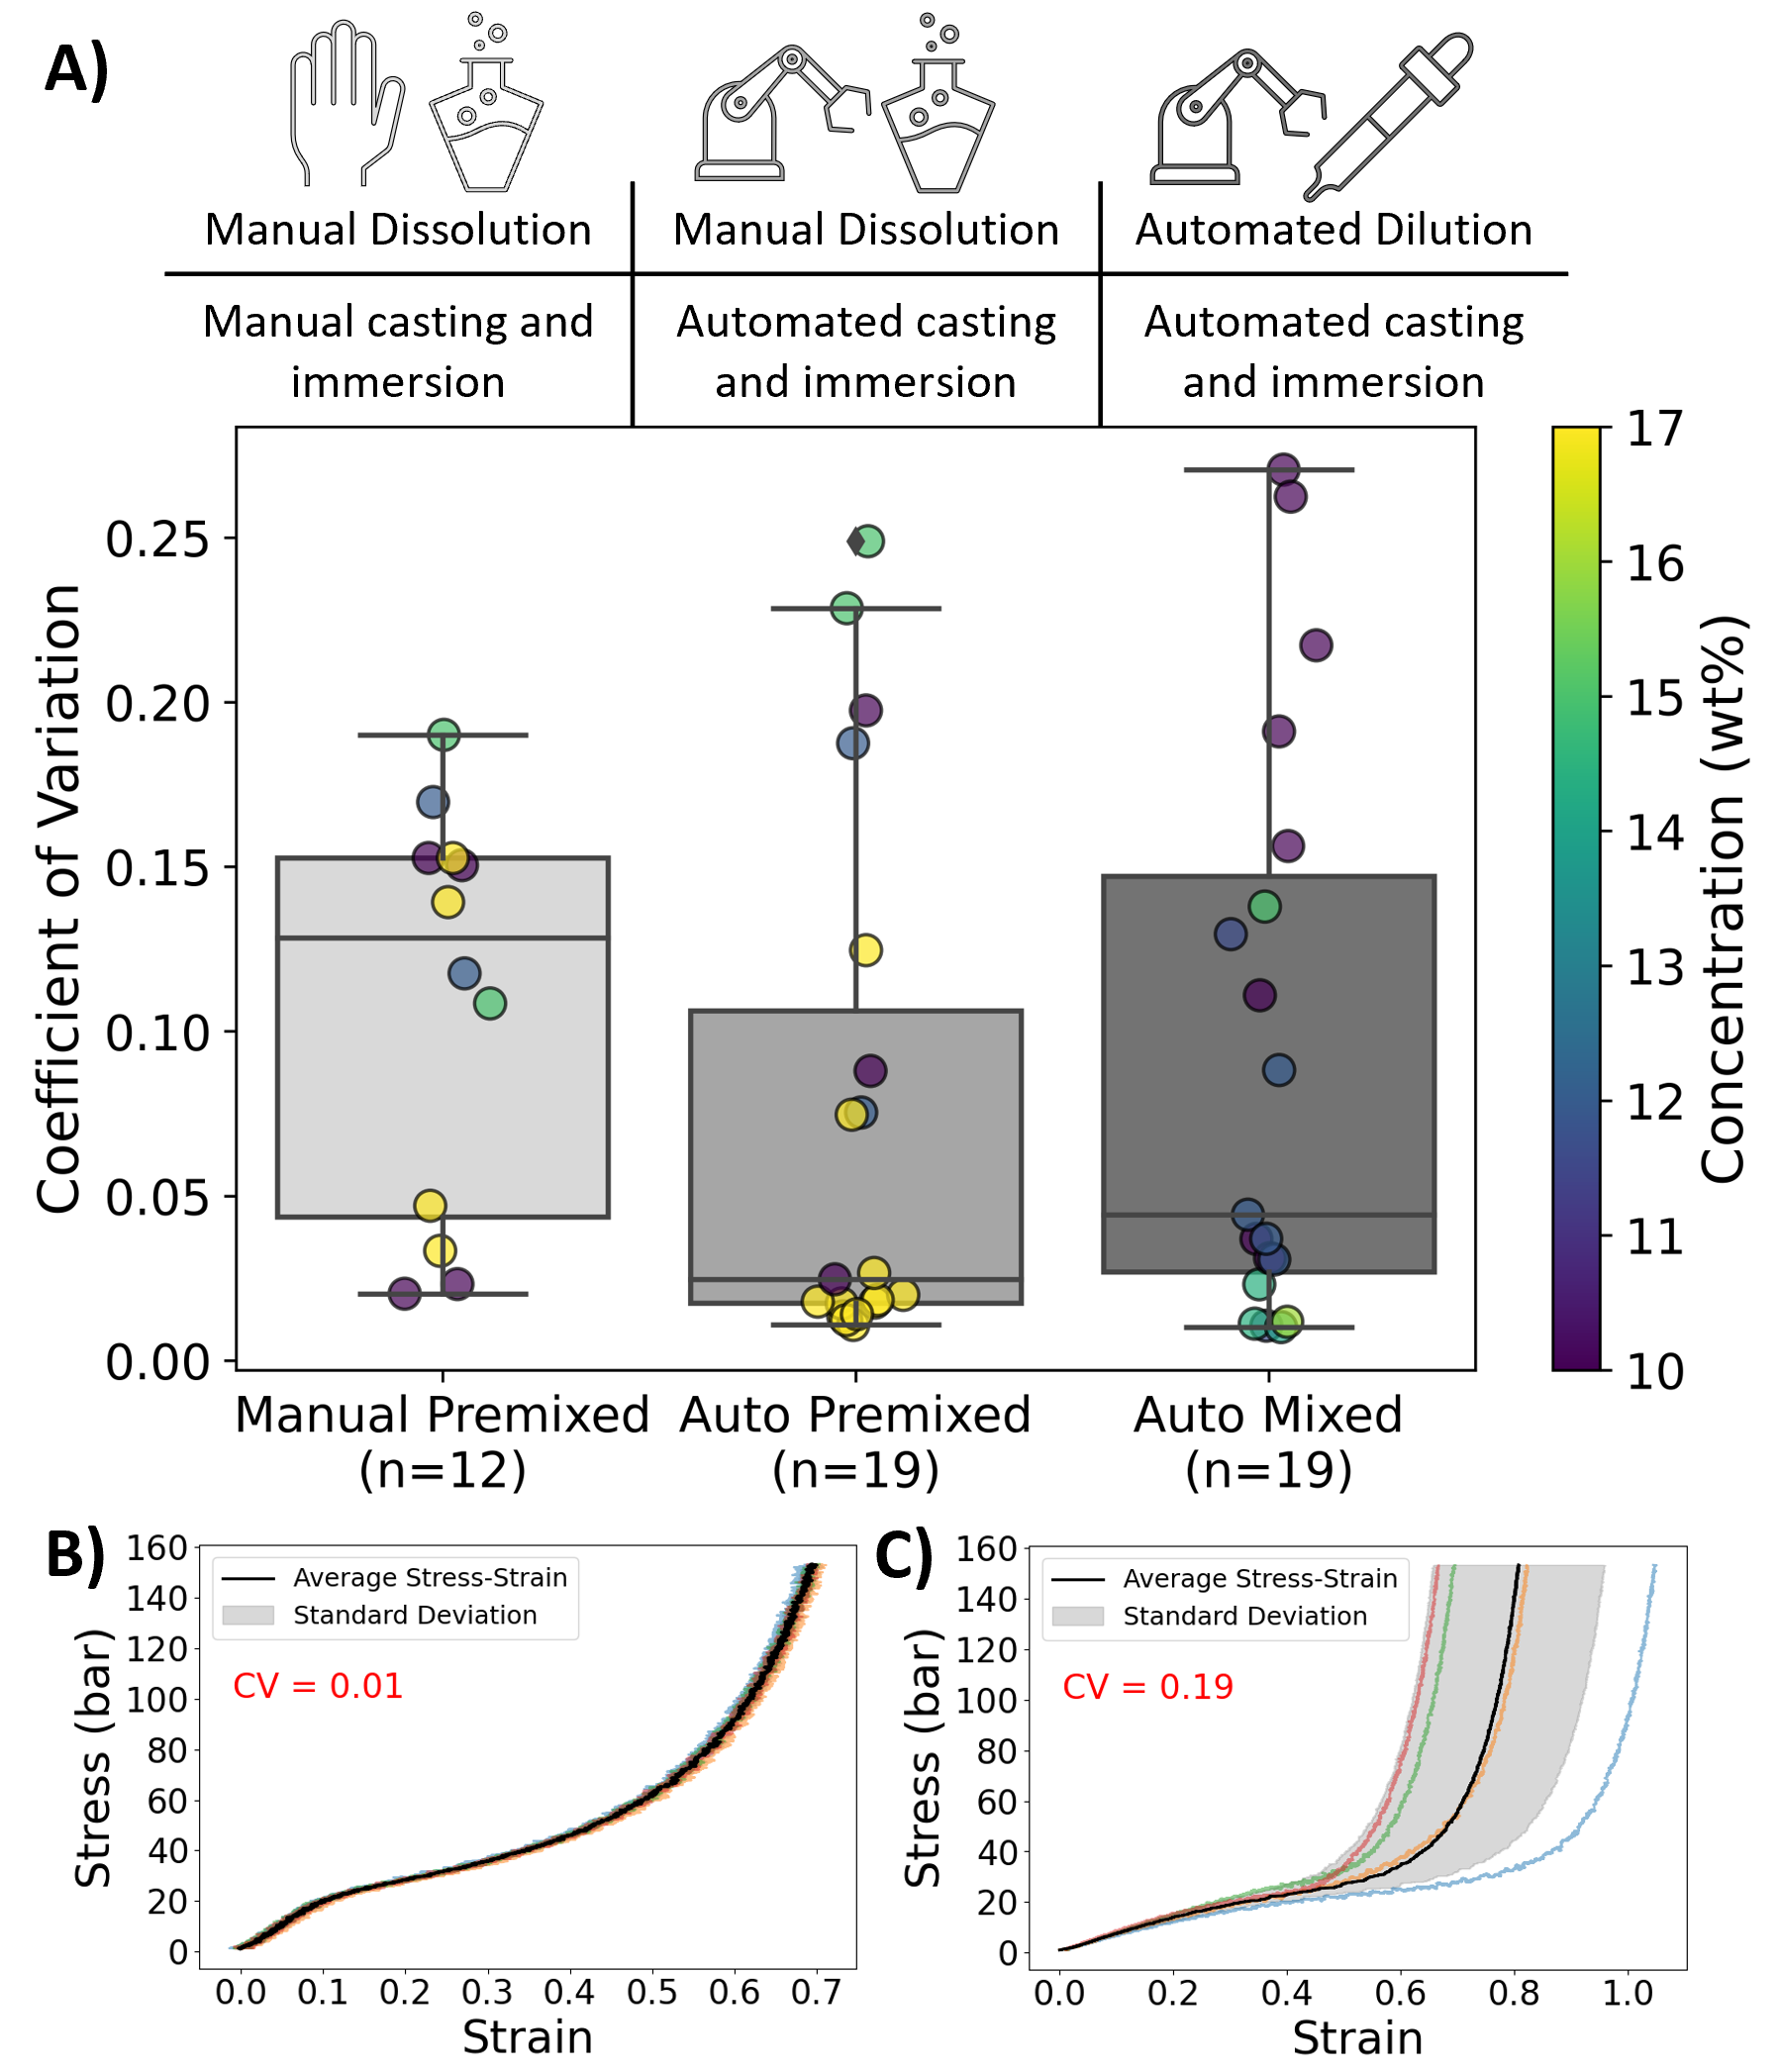 A)
Manual Dissolution
Manual Dissolution
Automated Dilution
Manual casting and
immersion
Automated casting
and immersion
Automated casting
and immersion
Coefficient of Variation
0.25
0.20
0.15
0.10
0.05
0.00
Manual Premixed
(n=12)
Auto Premixed
(n=19)
Auto Mixed
(n=19)
17
16
15
14
13
12
11
10
Concentration (wt%)
B)
Stress (bar)
160
140
120
100
80
60
40
20
0
Average Stress-Strain
Standard Deviation
CV = 0.01
0.0 0.1 0.2 0.3 0.4 0.5 0.6 0.7
Strain
C)
Stress (bar)
160
140
120
100
80
60
40
20
0
Average Stress-Strain
Standard Deviation
CV = 0.19
0.0 0.2 0.4 0.6 0.8 1.0
Strain